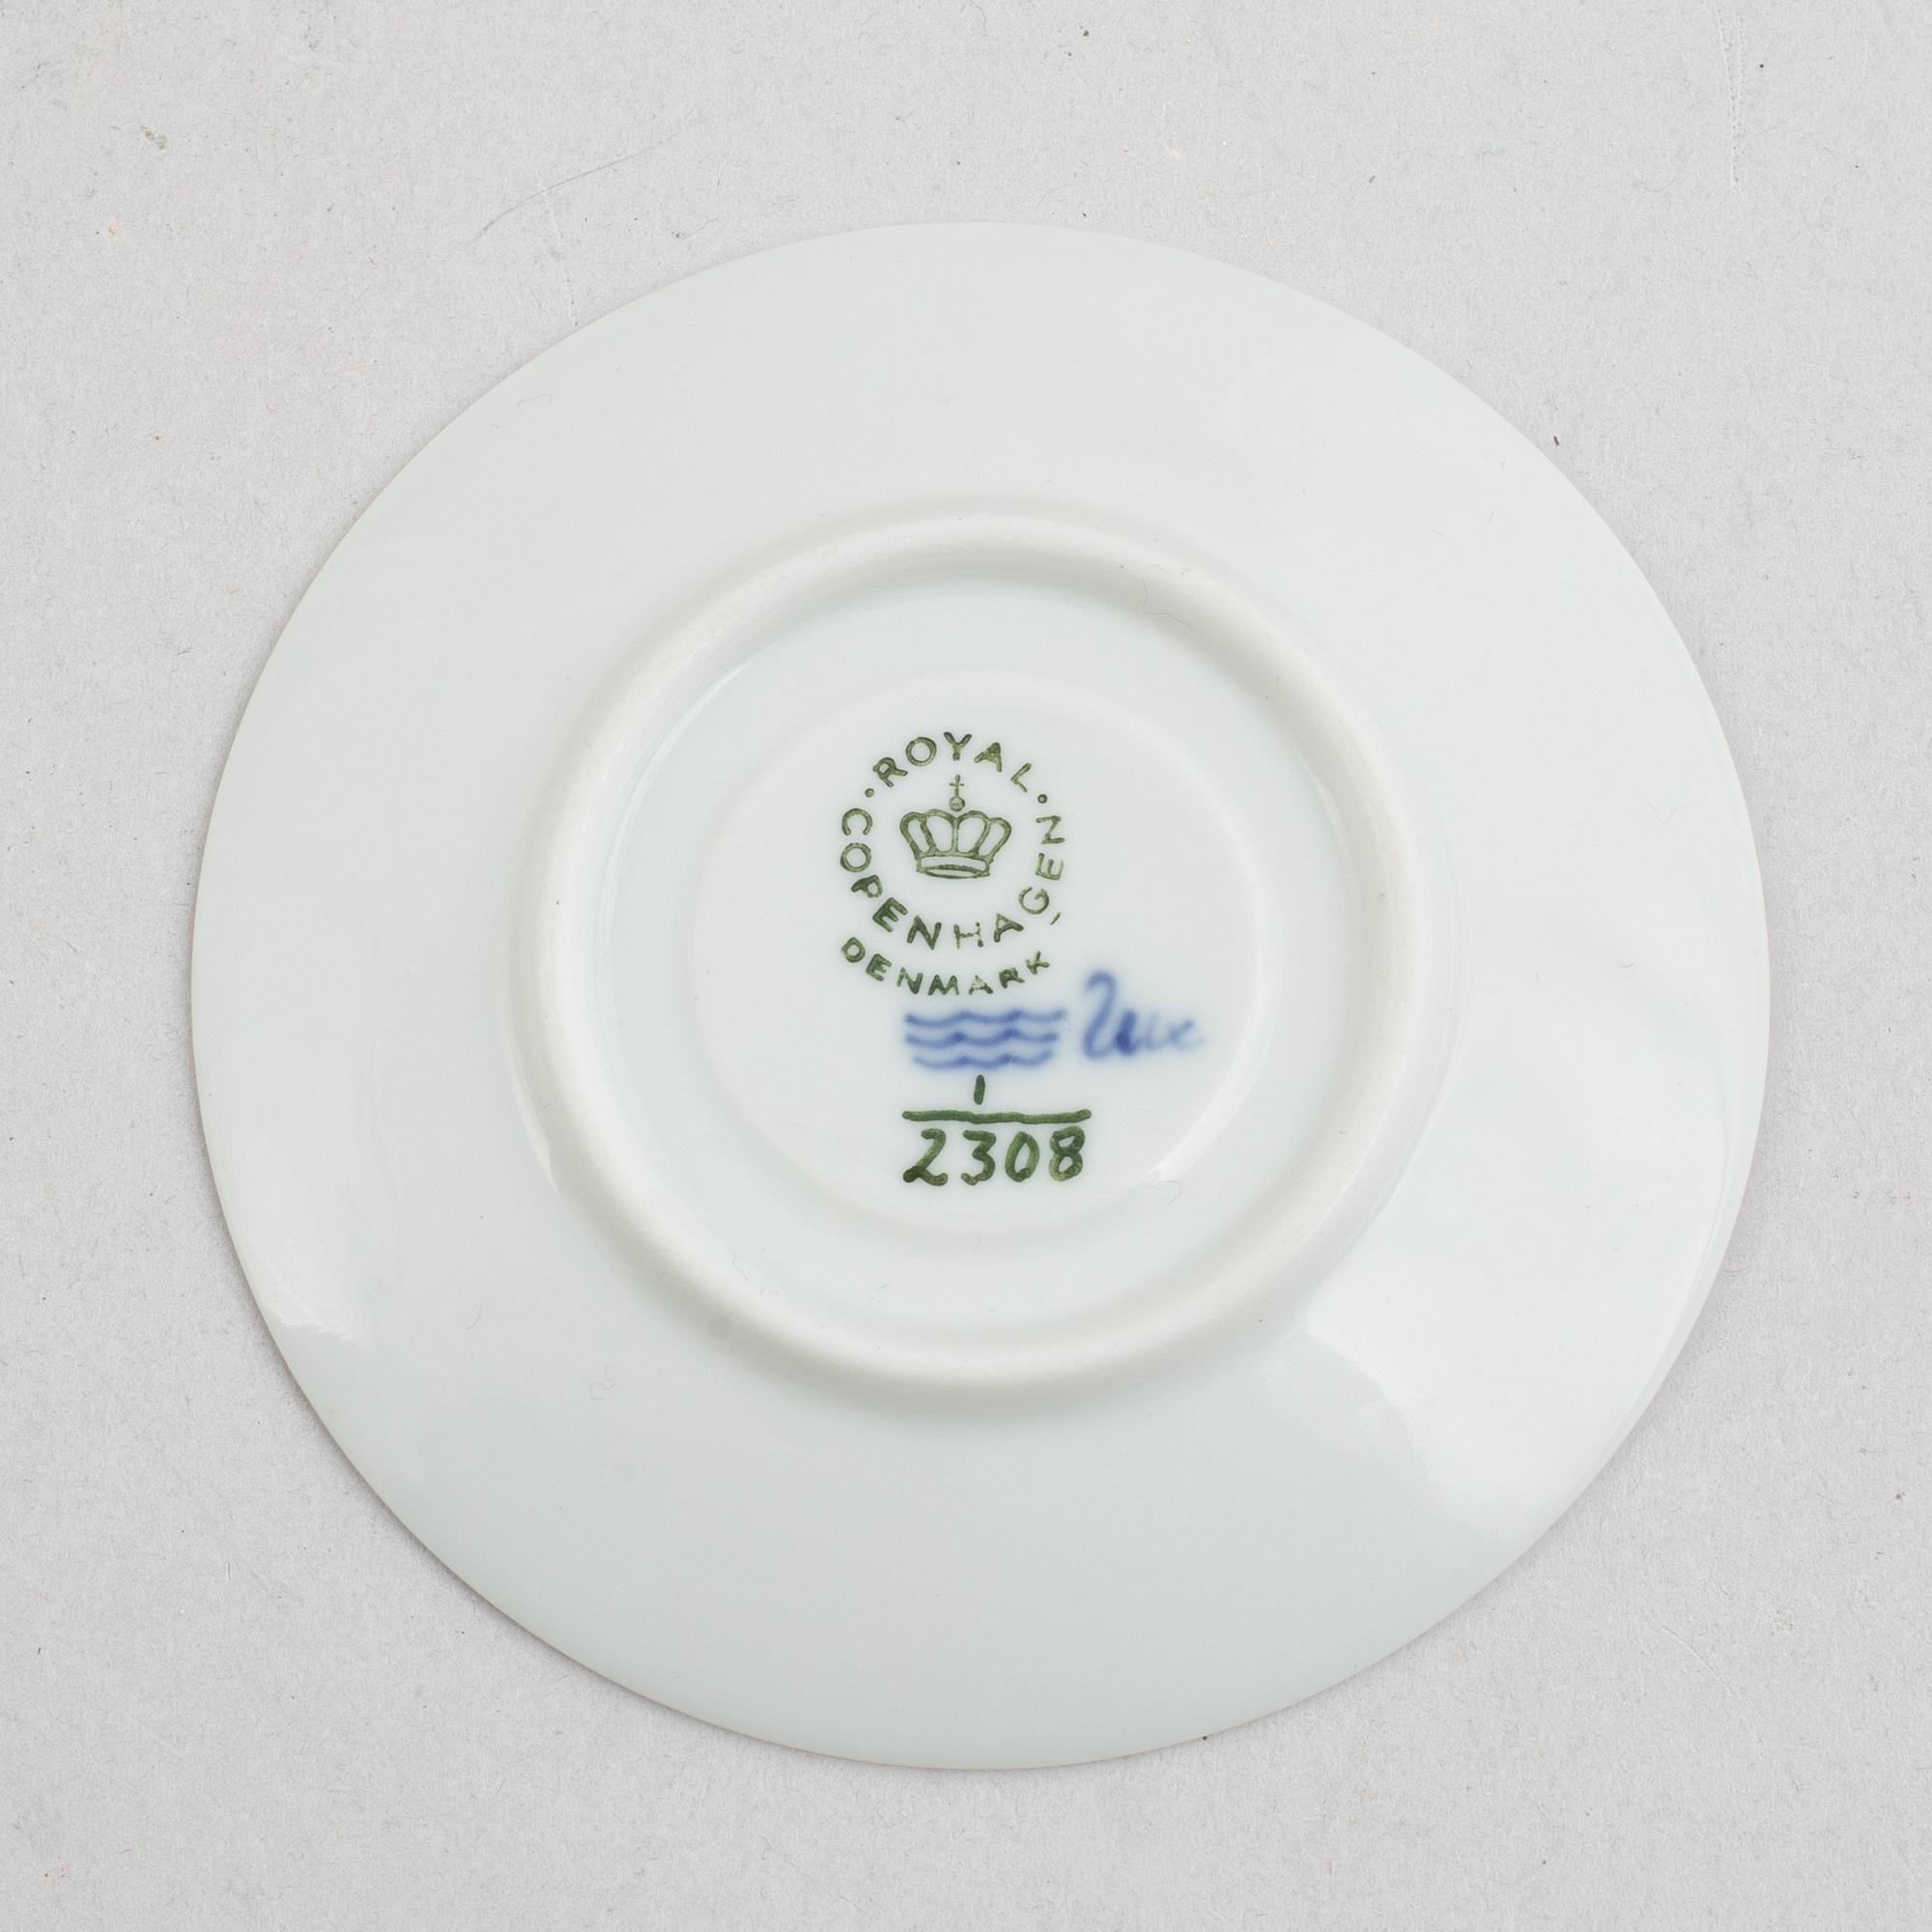 · ROYAL ·
COPENHAGEN
DENMARK
1
2308